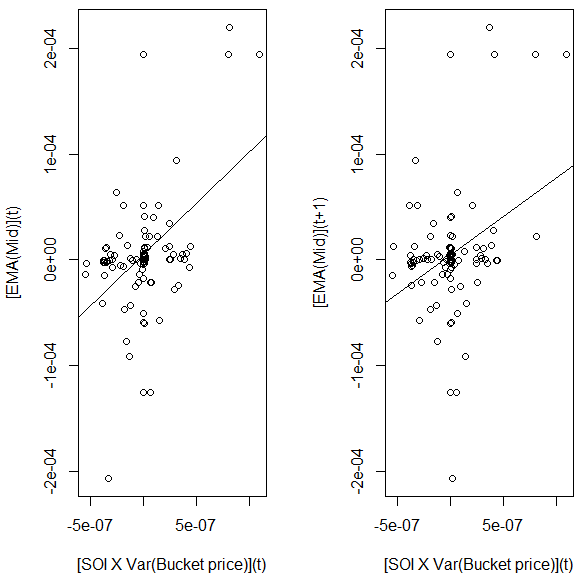 [EMA((Mid)](t)
2e-04
1e-04
0e+00
-1e-04
-2e-04
-5e-07
5e-07
[SOI X Var(Bucket price)](t)
[EMA((Mid)](t+1)
2e-04
1e-04
0e+00
-1e-04
-2e-04
-5e-07
5e-07
[SOI X Var(Bucket price)](t)